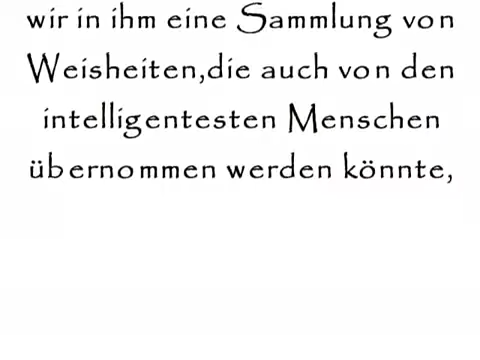 wir in ihm eine Sammlung von
Weisheiten,die auch von den
intelligentesten Menschen
übernommen werden könnte,